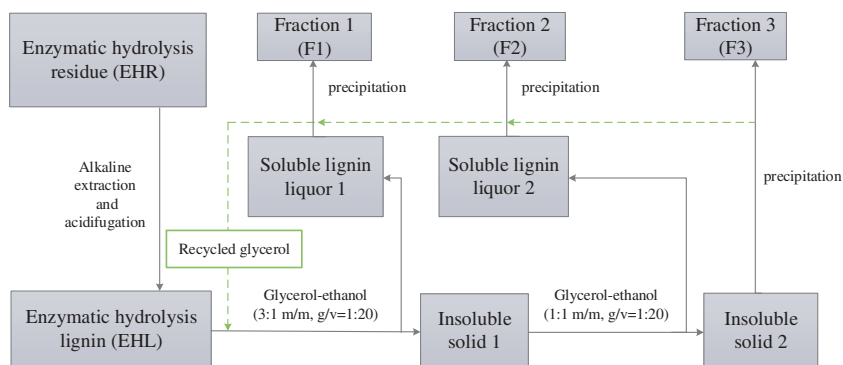 Enzymatic hydrolysis
residue (EHR)
Fraction 1
(F1)
Fraction 2
(F2)
Fraction 3
(F3)
precipitation
precipitation
Alkaline
extraction
and
acidifugation
Soluble lignin
liquor 1
Soluble lignin
liquor 2
precipitation
Recycled glycerol
Enzymatic hydrolysis
lignin (EHL)
Glycerol-ethanol
(3:1 m/m, g/v=1:20)
Insoluble
solid 1
Glycerol-ethanol
(1:1 m/m, g/v=1:20)
Insoluble
solid 2